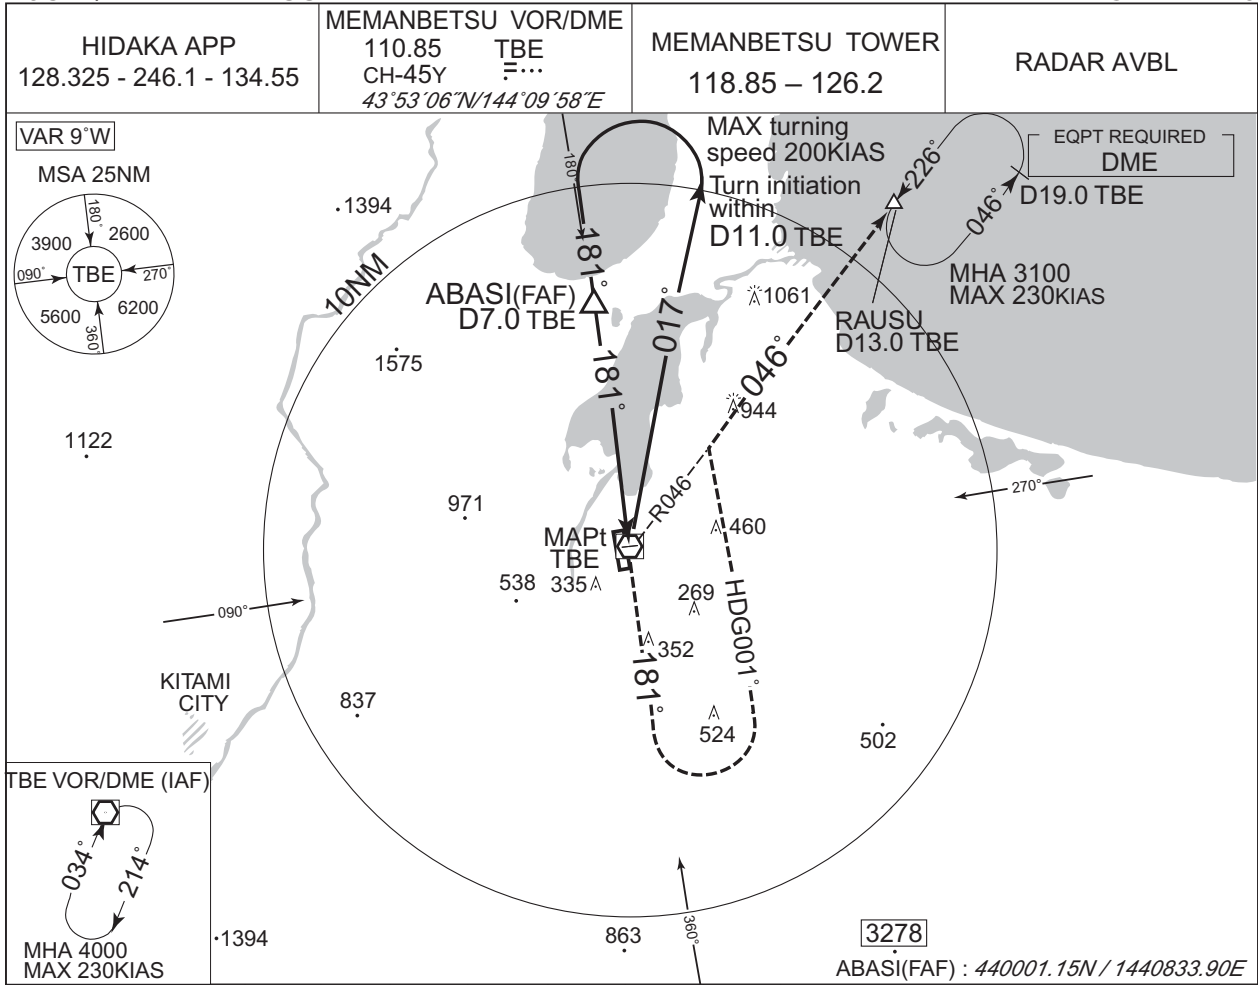 HIDAKA APP
128.325 - 246.1 - 134.55
MEMANBETSU VOR/DME
110.85 TBE
CH-45Y
43˚53´06˝N/144˚09´58˝E
MEMANBETSU TOWER
118.85 – 126.2
RADAR AVBL
VAR 9˚W
MSA 25NM
180˚
3900
2600
090˚
TBE
270˚
5600
6200
360˚
1394
10NM
1575
1122
971
180˚
181˚
ABASI(FAF)
D7.0 TBE
181˚
017˚
MAX turning
speed 200KIAS
Turn initiation
within
D11.0 TBE
226˚
046˚
EQPT REQUIRED
DME
D19.0 TBE
MHA 3100
MAX 230KIAS
RAUSU
D13.0 TBE
1061
046˚
944
R046
270˚
MAPt
TBE
460
538
335
269
HDG001˚
352
181˚
524
502
090˚
KITAMI
CITY
837
TBE VOR/DME (IAF)
034˚
214˚
MHA 4000
MAX 230KIAS
1394
863
360˚
3278
ABASI(FAF) : 440001.15N / 1440833.90E